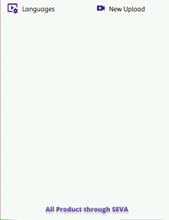 Languages
New Upload
All Product through SEVA